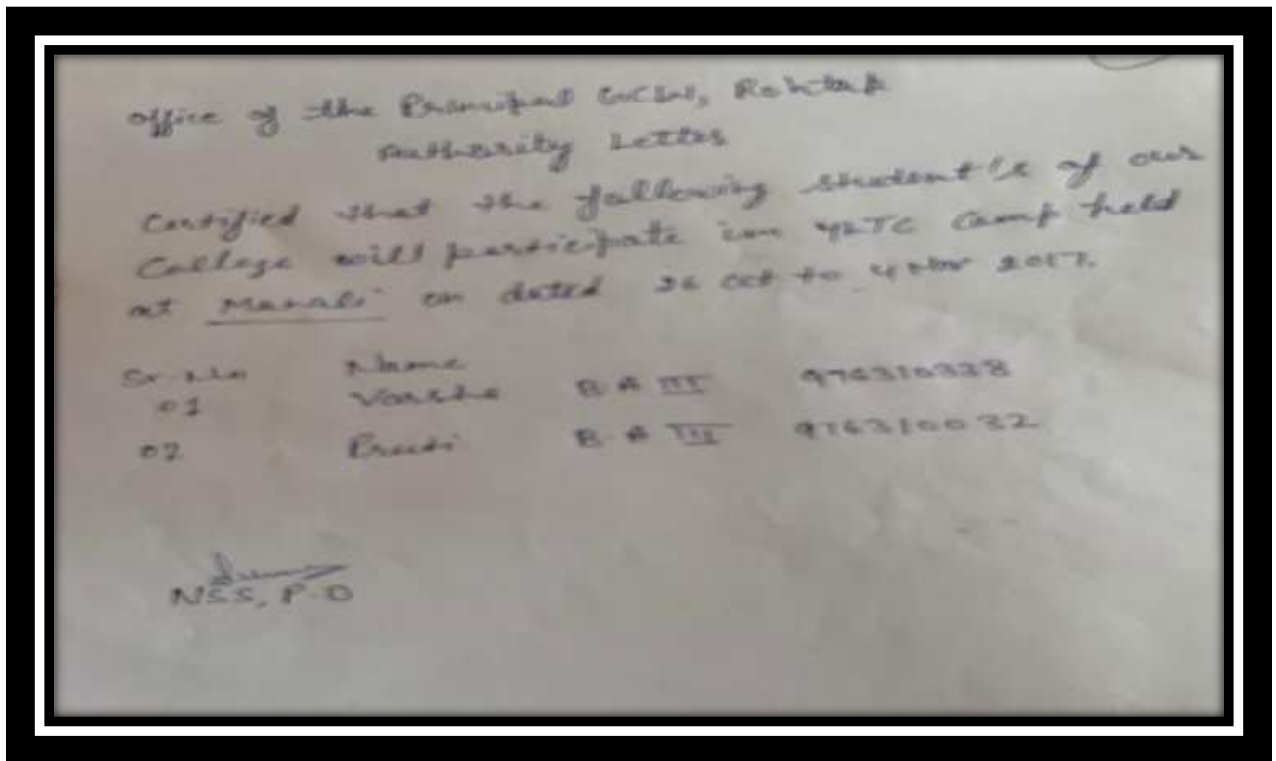 office of the Principal GCW, Rohtak
Authority Letter
Certified that the following student's of our
College will participate in YLTC Camp held
at Manali on dated 26 Oct to 4 Nov 2017.
Sr. No Name
01 Varsha B.A III
02 Preeti B.A III
NSS, P.O